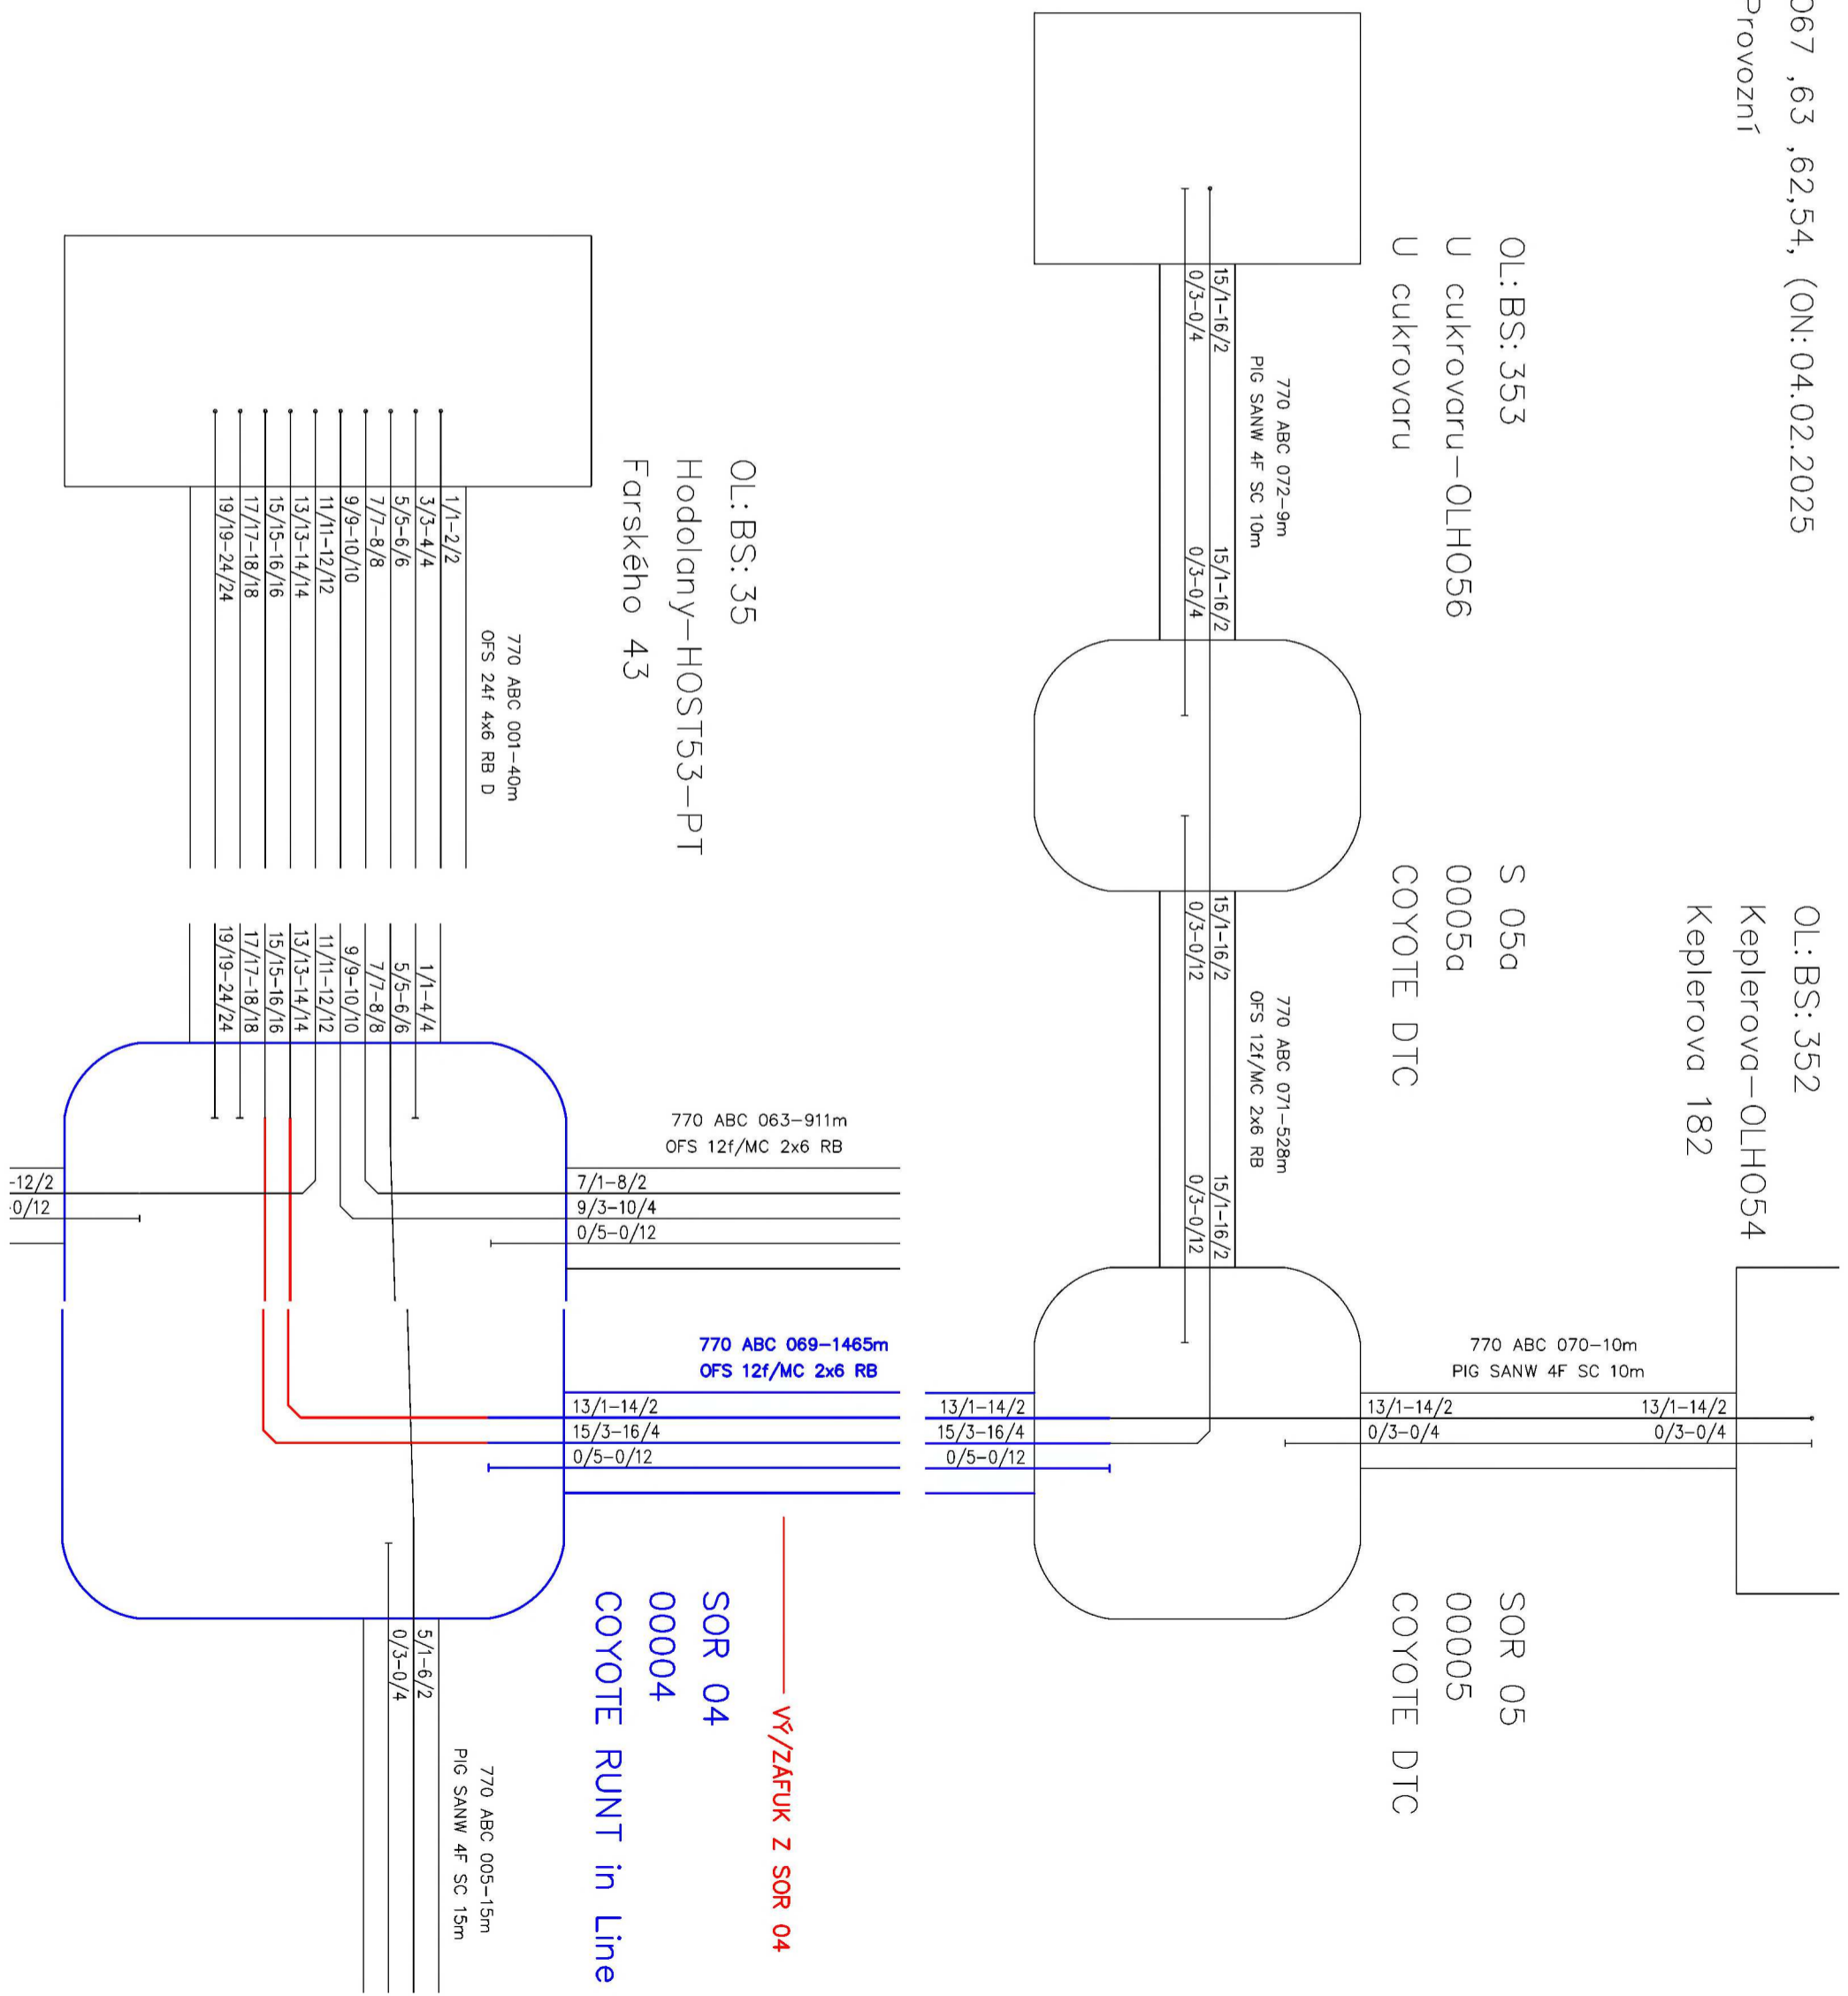 067 ,63 ,62,54, (ON:04.02.2025
Provozní
OL:BS:353
U cukrovaru-OLH056
U cukrovaru
15/1-16/2
0/3-0/4
770 ABC 072-9m
PIG SANW 4F SC 10m
15/1-16/2
0/3-0/4
S 05a
0005a
COYOTE DTC
15/1-16/2
0/3-0/12
770 ABC 071-528m
OFS 12f/MC 2x6 RB
15/1-16/2
0/3-0/12
OL:BS:352
Keplerova-OLH054
Keplerova 182
770 ABC 070-10m
PIG SANW 4F SC 10m
13/1-14/2
0/3-0/4
13/1-14/2
0/3-0/4
SOR 05
00005
COYOTE DTC
OL:BS:35
Hodolany-HOST53-PT
Farského 43
1/1-2/2
3/3-4/4
5/5-6/6
7/7-8/8
9/9-10/10
11/11-12/12
13/13-14/14
15/15-16/16
17/17-18/18
19/19-24/24
770 ABC 001-40m
OFS 24f 4x6 RB D
1/1-4/4
5/5-6/6
7/7-8/8
9/9-10/10
11/11-12/12
13/13-14/14
15/15-16/16
17/17-18/18
19/19-24/24
770 ABC 063-911m
OFS 12f/MC 2x6 RB
7/1-8/2
9/3-10/4
0/5-0/12
-12/2
-0/12
770 ABC 069-1465m
OFS 12f/MC 2x6 RB
13/1-14/2
15/3-16/4
0/5-0/12
13/1-14/2
15/3-16/4
0/5-0/12
VÝ/ZÁFUK Z SOR 04
SOR 04
00004
COYOTE RUNT in Line
5/1-6/2
0/3-0/4
770 ABC 005-15m
PIG SANW 4F SC 15m